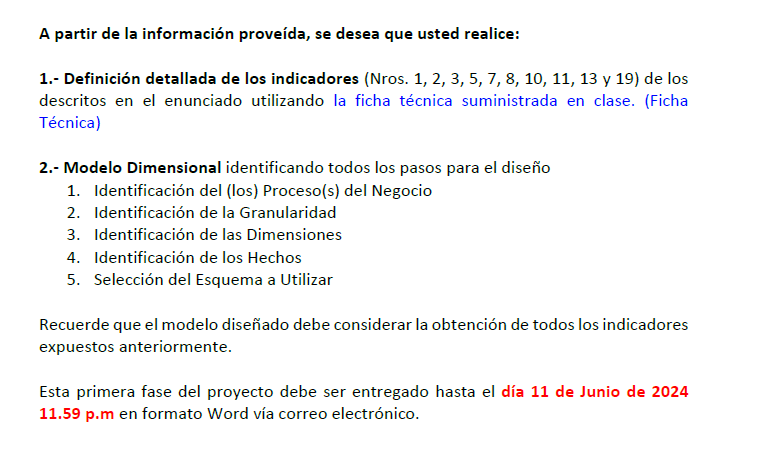 A partir de la información proveída, se desea que usted realice:
1.- Definición detallada de los indicadores (Nros. 1, 2, 3, 5, 7, 8, 10, 11, 13 y 19) de los
descritos en el enunciado utilizando la ficha técnica suministrada en clase. (Ficha
Técnica)
2.- Modelo Dimensional identificando todos los pasos para el diseño
1. Identificación del (los) Proceso(s) del Negocio
2. Identificación de la Granularidad
3. Identificación de las Dimensiones
4. Identificación de los Hechos
5. Selección del Esquema a Utilizar
Recuerde que el modelo diseñado debe considerar la obtención de todos los indicadores
expuestos anteriormente.
Esta primera fase del proyecto debe ser entregado hasta el día 11 de Junio de 2024
11.59 p.m en formato Word vía correo electrónico.